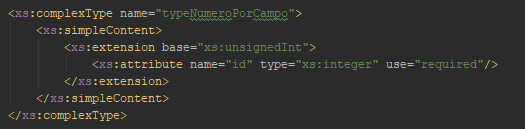 <xs:complexType name="typeNumeroPorCampo">
<xs:simpleContent>
<xs:extension base="xs:unsignedInt">
<xs:attribute name="id" type="xs:integer" use="required"/>
</xs:extension>
</xs:simpleContent>
</xs:complexType>